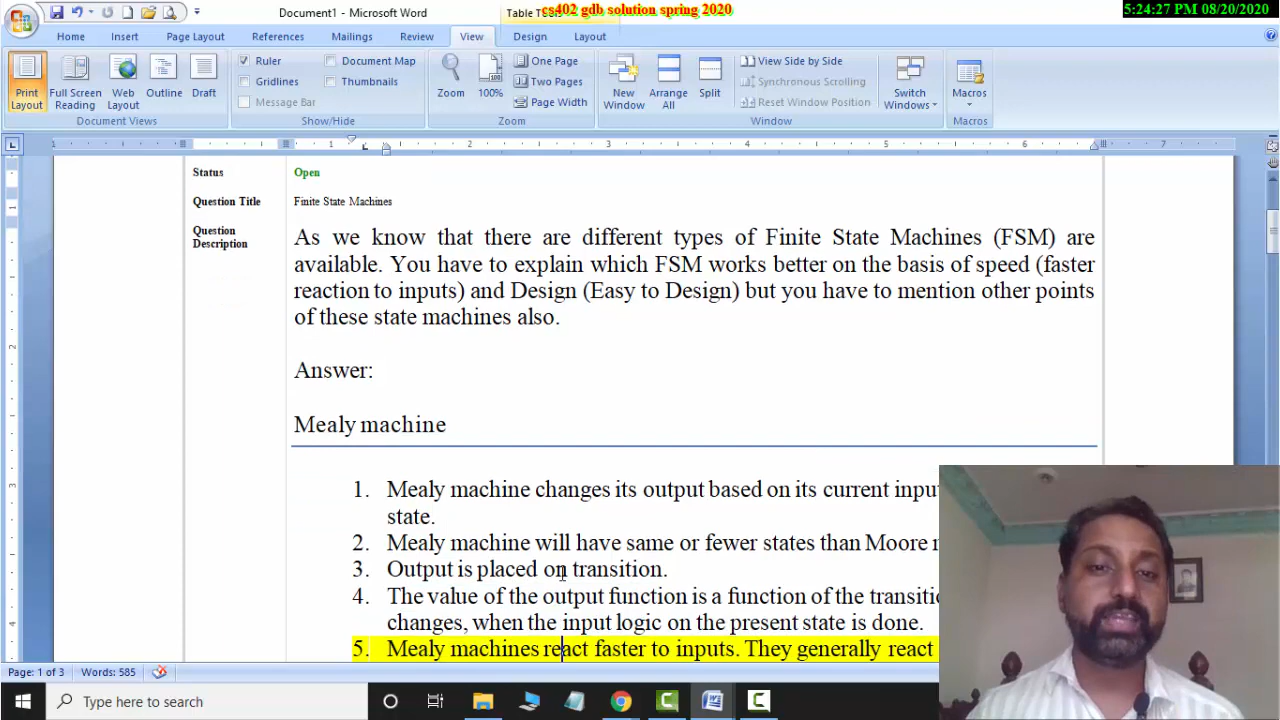 Document1 - Microsoft Word
Table
cs402 gdb solution spring 2020
5:24:27 PM 08/20/2020
Home Insert Page Layout References Mailings Review View Design Layout
Print Layout
Full Screen Reading
Web Layout
Outline
Draft
Document Views
Ruler
Gridlines
Message Bar
Document Map
Thumbnails
Show/Hide
Zoom
100%
One Page
Two Pages
Page Width
Zoom
New Window
Arrange All
Split
View Side by Side
Synchronous Scrolling
Reset Window Position
Switch Windows
Window
Macros
Macros
1 1 2 3 4 5 6 7
Status Open
Question Title Finite State Machines
Question Description
As we know that there are different types of Finite State Machines (FSM) are
available. You have to explain which FSM works better on the basis of speed (faster
reaction to inputs) and Design (Easy to Design) but you have to mention other points
of these state machines also.
Answer:
Mealy machine
1. Mealy machine changes its output based on its current input
state.
2. Mealy machine will have same or fewer states than Moore
3. Output is placed on transition.
4. The value of the output function is a function of the
changes, when the input logic on the present state is done.
5. Mealy machines react faster to inputs. They generally react
Page: 1 of 3 Words: 585
Type here to search